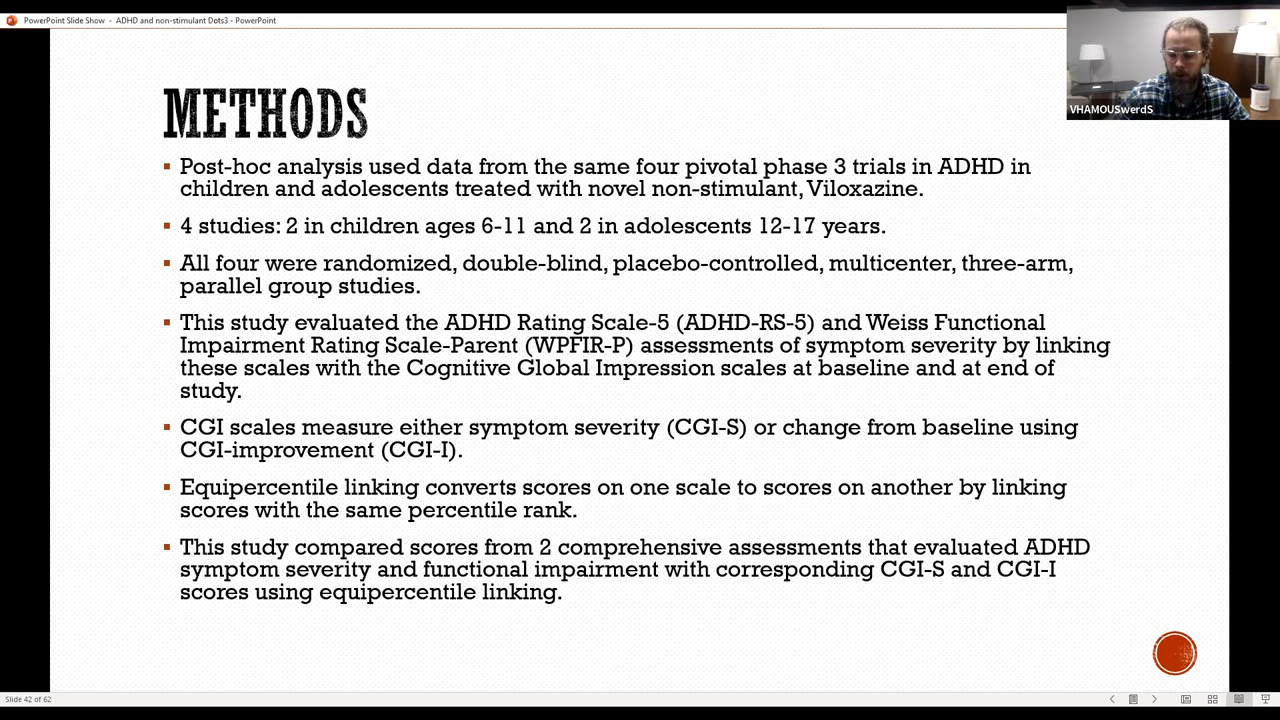 PowerPoint Slide Show - ADHD and non-stimulant Dots3 - PowerPoint
VHAMOUSwerdS
METHODS
Post-hoc analysis used data from the same four pivotal phase 3 trials in ADHD in
children and adolescents treated with novel non-stimulant, Viloxazine.
4 studies: 2 in children ages 6-11 and 2 in adolescents 12-17 years.
All four were randomized, double-blind, placebo-controlled, multicenter, three-arm,
parallel group studies.
This study evaluated the ADHD Rating Scale-5 (ADHD-RS-5) and Weiss Functional
Impairment Rating Scale-Parent (WPFIR-P) assessments of symptom severity by linking
these scales with the Cognitive Global Impression scales at baseline and at end of
study.
CGI scales measure either symptom severity (CGI-S) or change from baseline using
CGI-improvement (CGI-I).
Equipercentile linking converts scores on one scale to scores on another by linking
scores with the same percentile rank.
This study compared scores from 2 comprehensive assessments that evaluated ADHD
symptom severity and functional impairment with corresponding CGI-S and CGI-I
scores using equipercentile linking.
Slide 42 of 62